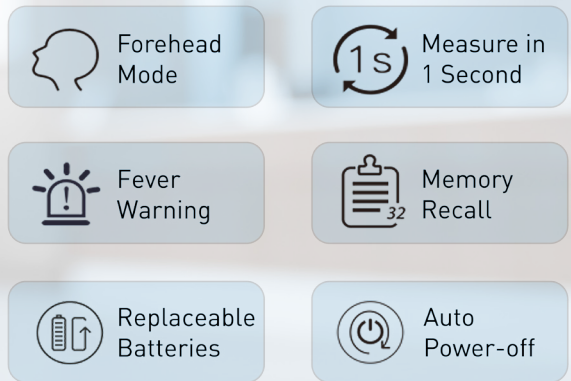 Forehead
Mode
1s
Measure in
1 Second
Fever
Warning
32
Memory
Recall
Replaceable
Batteries
Auto
Power-off